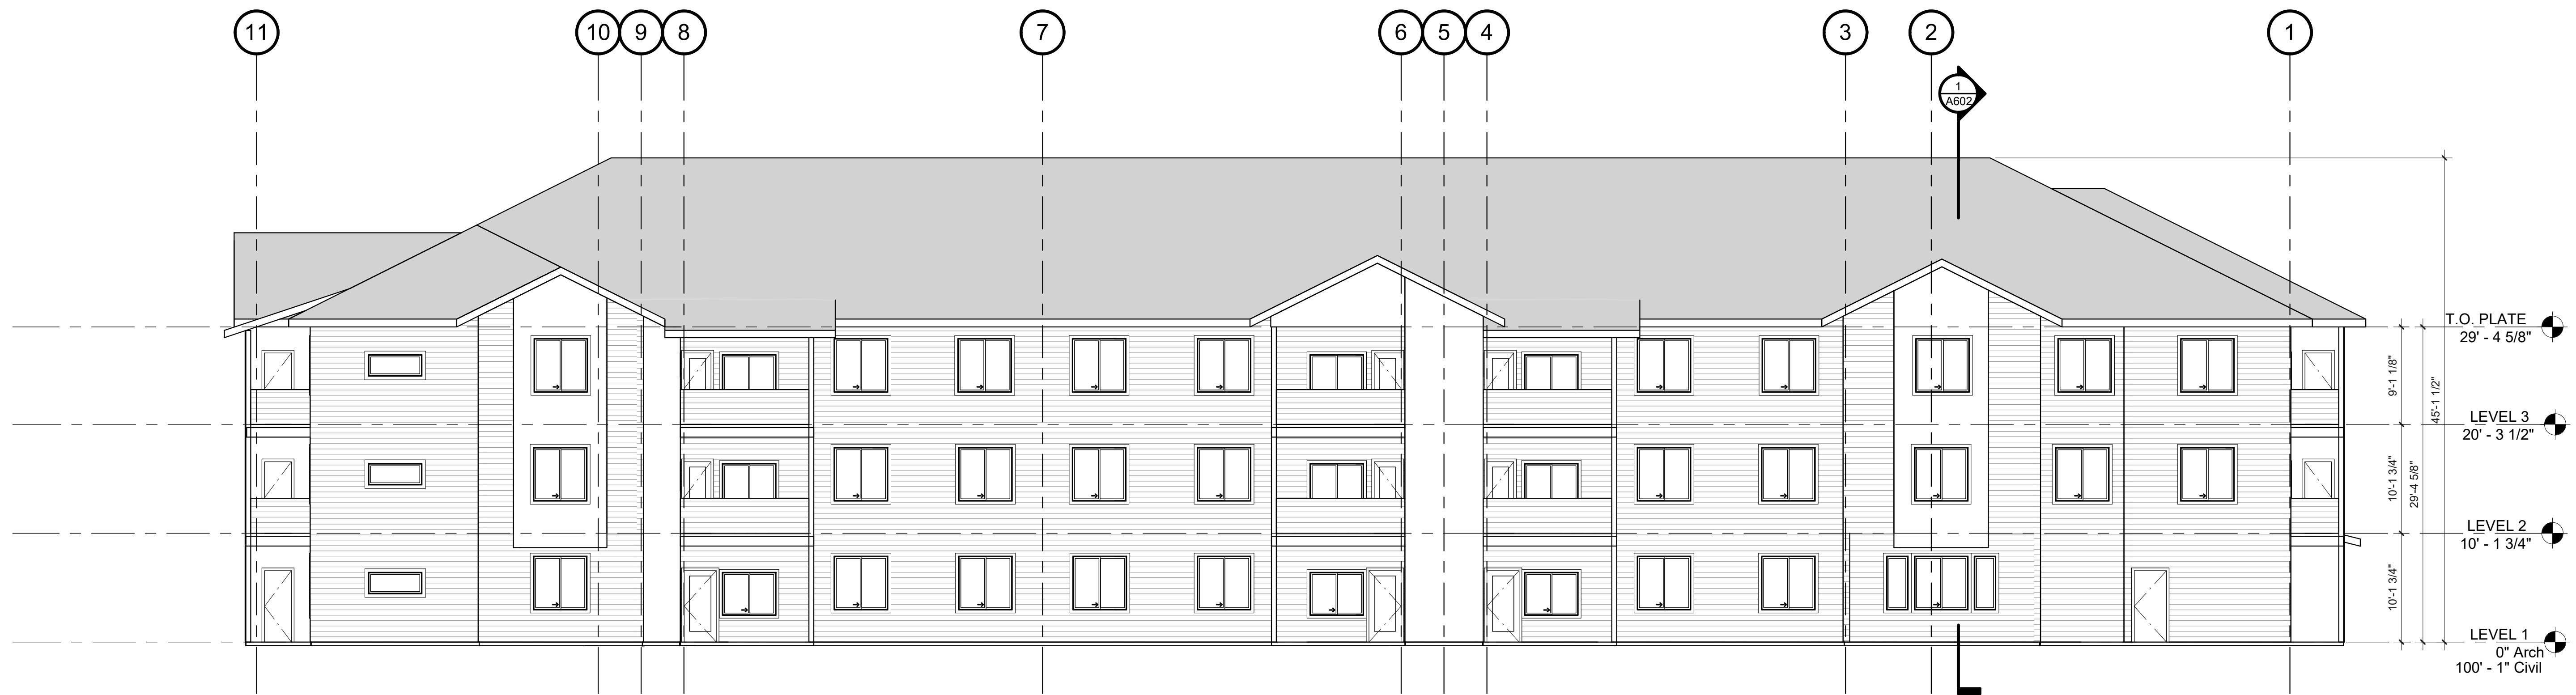 11
10
9
8
7
6
5
4
3
2
1
1
A602
T.O. PLATE
29' - 4 5/8"
9'-1 1/8"
45'-1 1/2"
LEVEL 3
20' - 3 1/2"
10'-1 3/4"
29'-4 5/8"
LEVEL 2
10' - 1 3/4"
10'-1 3/4"
LEVEL 1
0" Arch
100' - 1" Civil